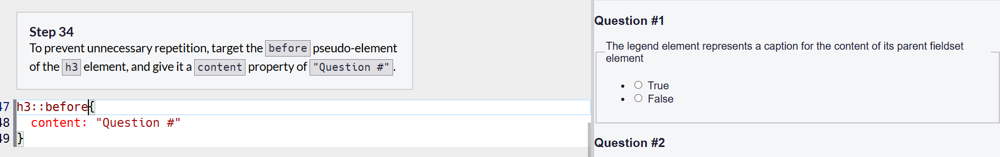 Step 34
To prevent unnecessary repetition, target the before pseudo-element
of the h3 element, and give it a content property of "Question #".
47 h3::before{
48   content: "Question #"
49 }
Question #1
The legend element represents a caption for the content of its parent fieldset
element
• True
• False
Question #2